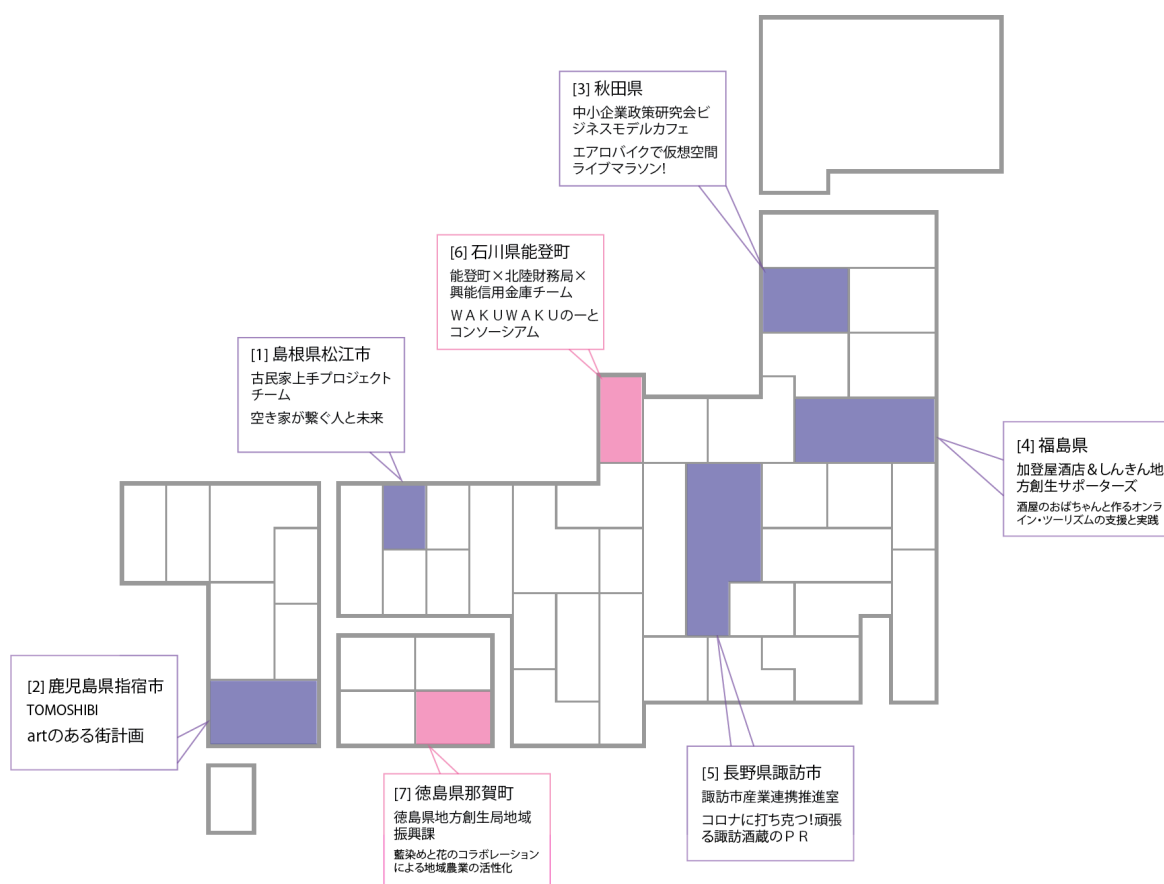 [3] 秋田県
中小企業政策研究会ビ
ジネスモデルカフェ
エアロバイクで仮想空間
ライブマラソン!
[6] 石川県能登町
能登町×北陸財務局×
興能信用金庫チーム
ＷＡＫＵＷＡＫＵのーと
コンソーシアム
[1] 島根県松江市
古民家上手プロジェクト
チーム
空き家が繋ぐ人と未来
[4] 福島県
加登屋酒店＆しんきん地
方創生サポーターズ
酒屋のおばちゃんと作るオンラ
イン・ツーリズムの支援と実践
[2] 鹿児島県指宿市
TOMOSHIBI
artのある街計画
[5] 長野県諏訪市
諏訪市産業連携推進室
コロナに打ち克つ!頑張
る諏訪酒蔵のＰＲ
[7] 徳島県那賀町
徳島県地方創生局地域
振興課
藍染めと花のコラボレーション
による地域農業の活性化